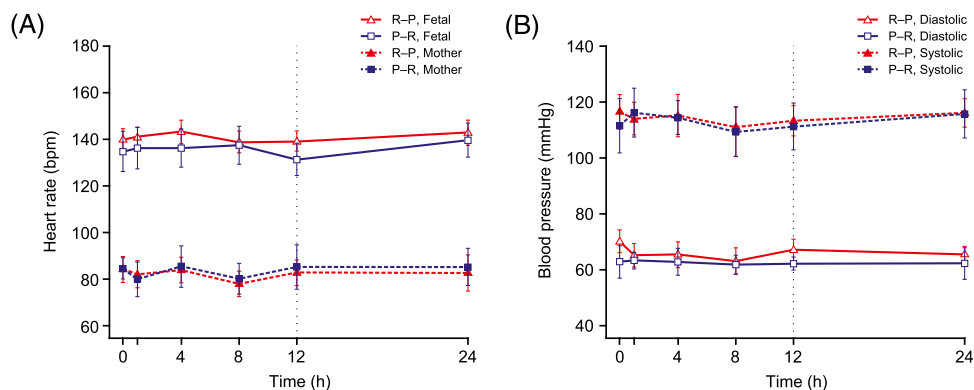 (A)
R–P, Fetal
P–R, Fetal
R–P, Mother
P–R, Mother
Heart rate (bpm)
180
160
140
120
100
80
60
0 4 8 12 24
Time (h)
(B)
R–P, Diastolic
P–R, Diastolic
R–P, Systolic
P–R, Systolic
Blood pressure (mmHg)
140
120
100
80
60
40
0 4 8 12 24
Time (h)